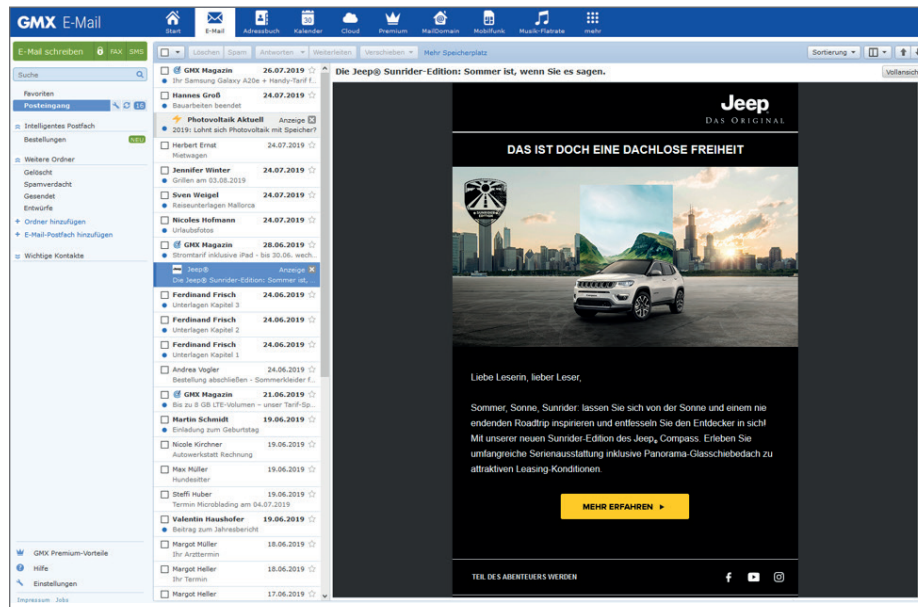 GMX E-Mail
Start
E-Mail
Adressbuch
Kalender
30
Cloud
Premium
MailDomain
Mobilfunk
Musik-Flatrate
mehr
E-Mail schreiben FAX SMS
Löschen Spam Antworten Weiterleiten Verschieben Mehr Speicherplatz
Sortierung
Suche
Favoriten
Posteingang 16
Intelligentes Postfach
Bestellungen NEU
Weitere Ordner
Gelöscht
Spamverdacht
Gesendet
Entwürfe
+ Ordner hinzufügen
+ E-Mail-Postfach hinzufügen
Wichtige Kontakte
GMX Premium-Vorteile
Hilfe
Einstellungen
Impressum Jobs
GMX Magazin 26.07.2019
Ihr Samsung Galaxy A20e + Handy-Tarif f...
Hannes Groß 24.07.2019
Bauarbeiten beendet
Photovoltaik Aktuell Anzeige
2019: Lohnt sich Photovoltaik mit Speicher?
Herbert Ernst 24.07.2019
Mietwagen
Jennifer Winter 24.07.2019
Grillen am 03.08.2019
Sven Weigel 24.07.2019
Reiseunterlagen Mallorca
Nicoles Hofmann 24.07.2019
Urlaubsfotos
GMX Magazin 28.06.2019
Stromtarif inklusive iPad - bis 30.06. wech...
Jeep® Anzeige
Die Jeep® Sunrider-Edition: Sommer ist, ...
Ferdinand Frisch 24.06.2019
Unterlagen Kapitel 3
Ferdinand Frisch 24.06.2019
Unterlagen Kapitel 2
Ferdinand Frisch 24.06.2019
Unterlagen Kapitel 1
Andrea Vogler 24.06.2019
Bestellung abschließen - Sommerkleider f...
GMX Magazin 21.06.2019
Bis zu 8 GB LTE-Volumen – unser Tarif-Sp...
Martin Schmidt 19.06.2019
Einladung zum Geburtstag
Nicole Kirchner 19.06.2019
Autowerkstatt Rechnung
Max Müller 19.06.2019
Hundesitter
Steffi Huber 19.06.2019
Termin Microblading am 04.07.2019
Valentin Haushofer 19.06.2019
Beitrag zum Jahresbericht
Margot Müller 18.06.2019
Ihr Arzttermin
Margot Heller 18.06.2019
Ihr Termin
Margot Heller 17.06.2019
Die Jeep® Sunrider-Edition: Sommer ist, wenn Sie es sagen.
Vollansich
Jeep
DAS ORIGINAL
DAS IST DOCH EINE DACHLOSE FREIHEIT
SUNRIDER
EDITION
Liebe Leserin, lieber Leser,
Sommer, Sonne, Sunrider: lassen Sie sich von der Sonne und einem nie
endenden Roadtrip inspirieren und entfesseln Sie den Entdecker in sich!
Mit unserer neuen Sunrider-Edition des Jeep® Compass. Erleben Sie
umfangreiche Serienausstattung inklusive Panorama-Glasschiebedach zu
attraktiven Leasing-Konditionen.
MEHR ERFAHREN
TEIL DES ABENTEUERS WERDEN